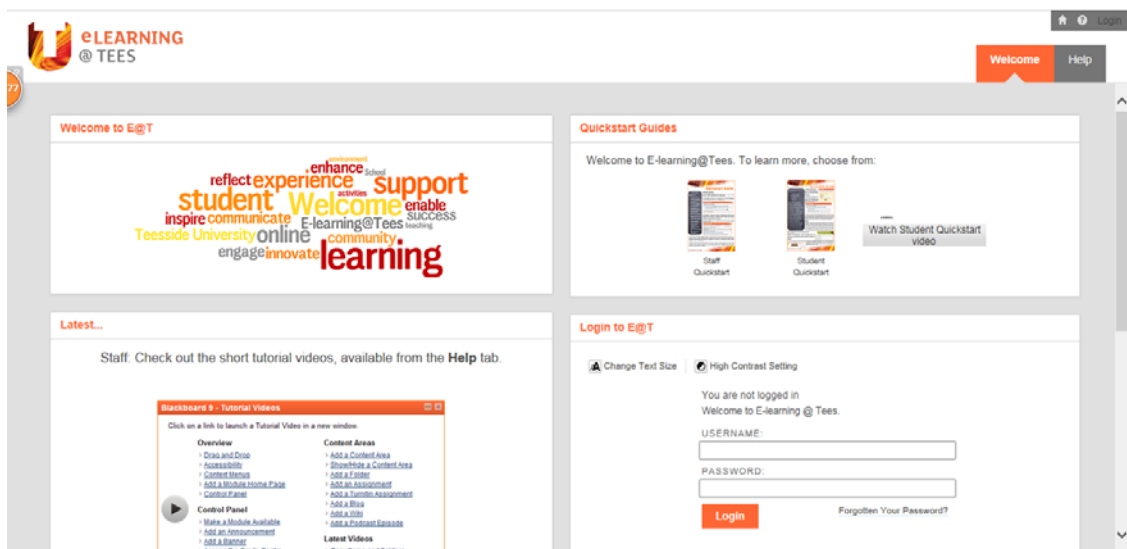 eLEARNING
@ TEES
Login
Welcome
Help
77
Welcome to E@T
environment
enhance School
reflect experience support
activities
student Welcome enable
inspire communicate E-learning@Tees success
teaching
Teesside University online community
engage innovate learning
Quickstart Guides
Welcome to E-learning@Tees. To learn more, choose from:
Staff
Quickstart
Student
Quickstart
Watch Student Quickstart
video
Latest...
Staff: Check out the short tutorial videos, available from the Help tab.
Blackboard 9 - Tutorial Videos
Click on a link to launch a Tutorial Video in a new window.
Overview
> Drag and Drop
> Accessibility
> Context Menus
> Add a Module Home Page
> Control Panel
Control Panel
> Make a Module Available
> Add an Announcement
> Add a Banner
Content Areas
> Add a Content Area
> Show/Hide a Content Area
> Add a Folder
> Add an Assignment
> Add a Turnitin Assignment
> Add a Blog
> Add a Wiki
> Add a Podcast Episode
Latest Videos
Login to E@T
Change Text Size
High Contrast Setting
You are not logged in
Welcome to E-learning @ Tees.
USERNAME:
PASSWORD:
Login
Forgotten Your Password?